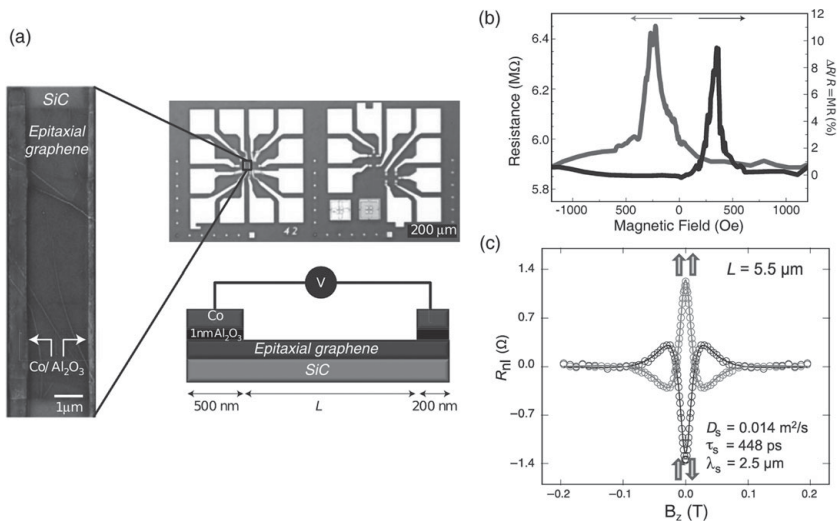 (a)
SiC
Epitaxial
graphene
Co/ Al2O3
1μm
4 2
200 μm
V
Co
1nm Al2O3
Epitaxial graphene
SiC
500 nm
L
200 nm
(b)
Resistance (MΩ)
6.4
6.2
6.0
5.8
12
10
8
6
4
2
0
ΔR/R =MR (%)
-1000
500
0
500
1000
Magnetic Field (Oe)
(c)
L = 5.5 μm
Rnl (Ω)
1.4
0.7
0.0
−0.7
−1.4
Ds = 0.014 m²/s
τs = 448 ps
λs = 2.5 μm
−0.2
−0.1
0.0
0.1
0.2
Bz (T)